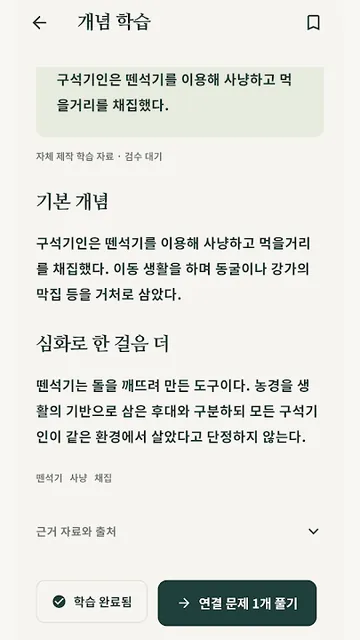 개념 학습
구석기인은 뗀석기를 이용해 사냥하고 먹
을거리를 채집했다.
자체 제작 학습 자료 · 검수 대기
기본 개념
구석기인은 뗀석기를 이용해 사냥하고 먹을거리
를 채집했다. 이동 생활을 하며 동굴이나 강가의
막집 등을 거처로 삼았다.
심화로 한 걸음 더
뗀석기는 돌을 깨뜨려 만든 도구이다. 농경을 생
활의 기반으로 삼은 후대와 구분하되 모든 구석기
인이 같은 환경에서 살았다고 단정하지 않는다.
뗀석기 사냥 채집
근거 자료와 출처
학습 완료됨
연결 문제 1개 풀기